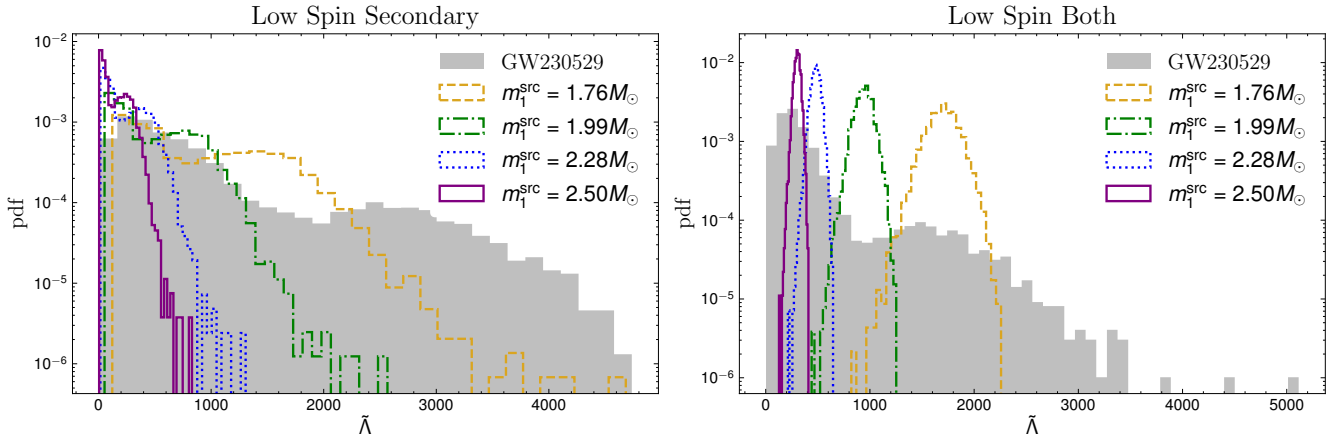 Low Spin Secondary
10⁻²
10⁻³
10⁻⁴
10⁻⁵
10⁻⁶
pdf
GW230529
m₁ˢʳᶜ = 1.76M⊙
m₁ˢʳᶜ = 1.99M⊙
m₁ˢʳᶜ = 2.28M⊙
m₁ˢʳᶜ = 2.50M⊙
0 1000 2000 3000 4000
Λ̃
Low Spin Both
10⁻²
10⁻³
10⁻⁴
10⁻⁵
10⁻⁶
pdf
GW230529
m₁ˢʳᶜ = 1.76M⊙
m₁ˢʳᶜ = 1.99M⊙
m₁ˢʳᶜ = 2.28M⊙
m₁ˢʳᶜ = 2.50M⊙
0 1000 2000 3000 4000 5000
Λ̃